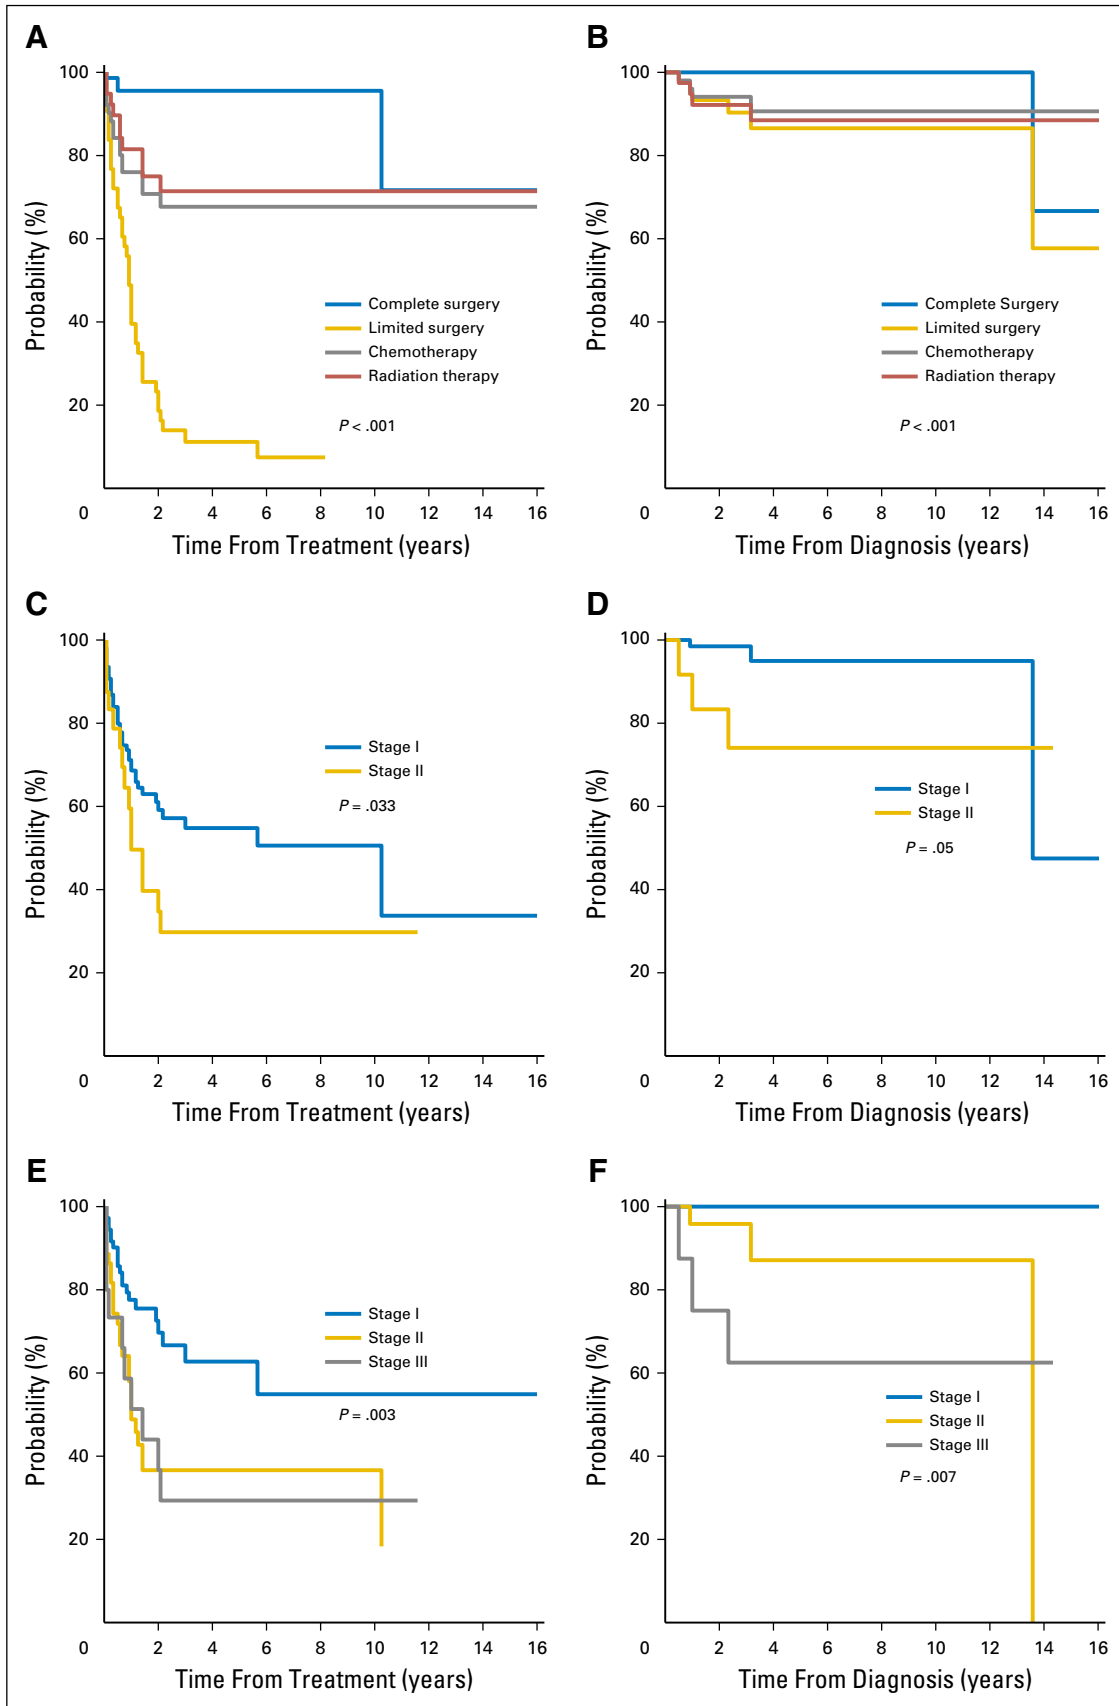 A
Probability (%)
100
80
60
40
20
Complete surgery
Limited surgery
Chemotherapy
Radiation therapy
P < .001
0 2 4 6 8 10 12 14 16
Time From Treatment (years)
B
Probability (%)
100
80
60
40
20
Complete Surgery
Limited surgery
Chemotherapy
Radiation therapy
P < .001
0 2 4 6 8 10 12 14 16
Time From Diagnosis (years)
C
Probability (%)
100
80
60
40
20
Stage I
Stage II
P = .033
0 2 4 6 8 10 12 14 16
Time From Treatment (years)
D
Probability (%)
100
80
60
40
20
Stage I
Stage II
P = .05
0 2 4 6 8 10 12 14 16
Time From Diagnosis (years)
E
Probability (%)
100
80
60
40
20
Stage I
Stage II
Stage III
P = .003
0 2 4 6 8 10 12 14 16
Time From Treatment (years)
F
Probability (%)
100
80
60
40
20
Stage I
Stage II
Stage III
P = .007
0 2 4 6 8 10 12 14 16
Time From Diagnosis (years)